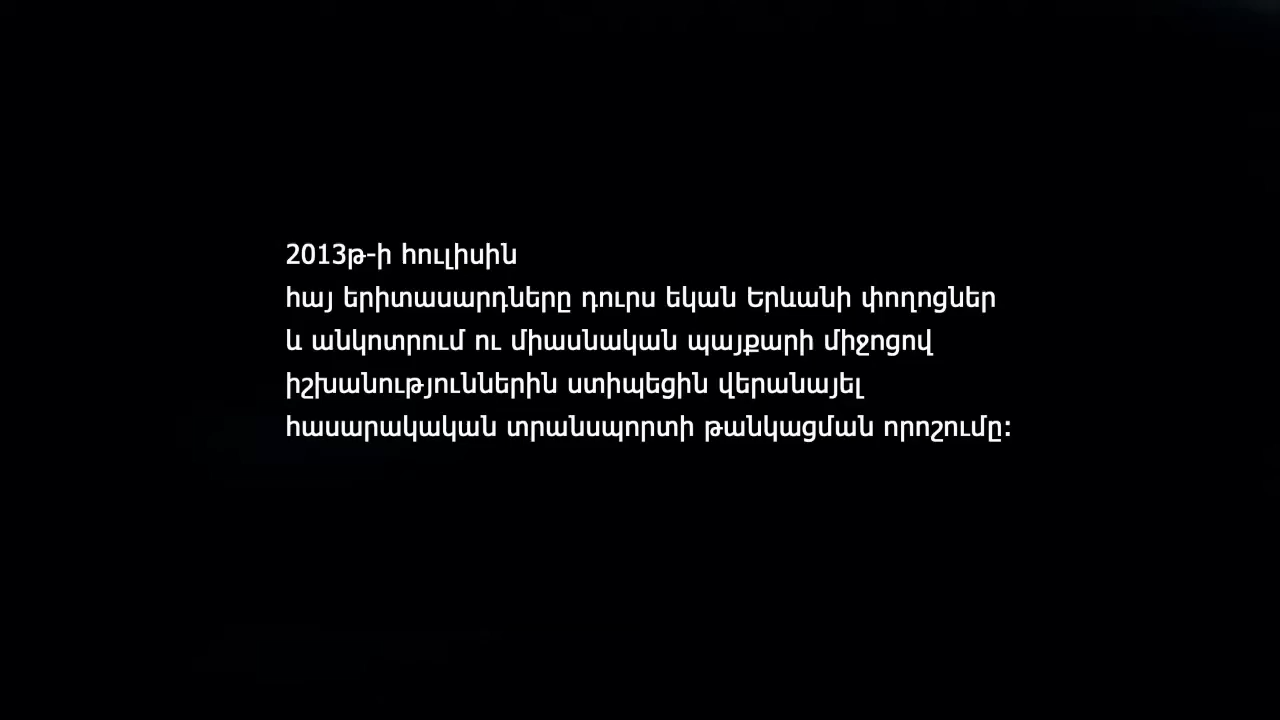 2013թ-ի հուլիսին
հայ երիտասարդները դուրս եկան Երևանի փողոցներ
և անկոտրում ու միասնական պայքարի միջոցով
իշխանություններին ստիպեցին վերանայել
հասարակական տրանսպորտի թանկացման որոշումը: